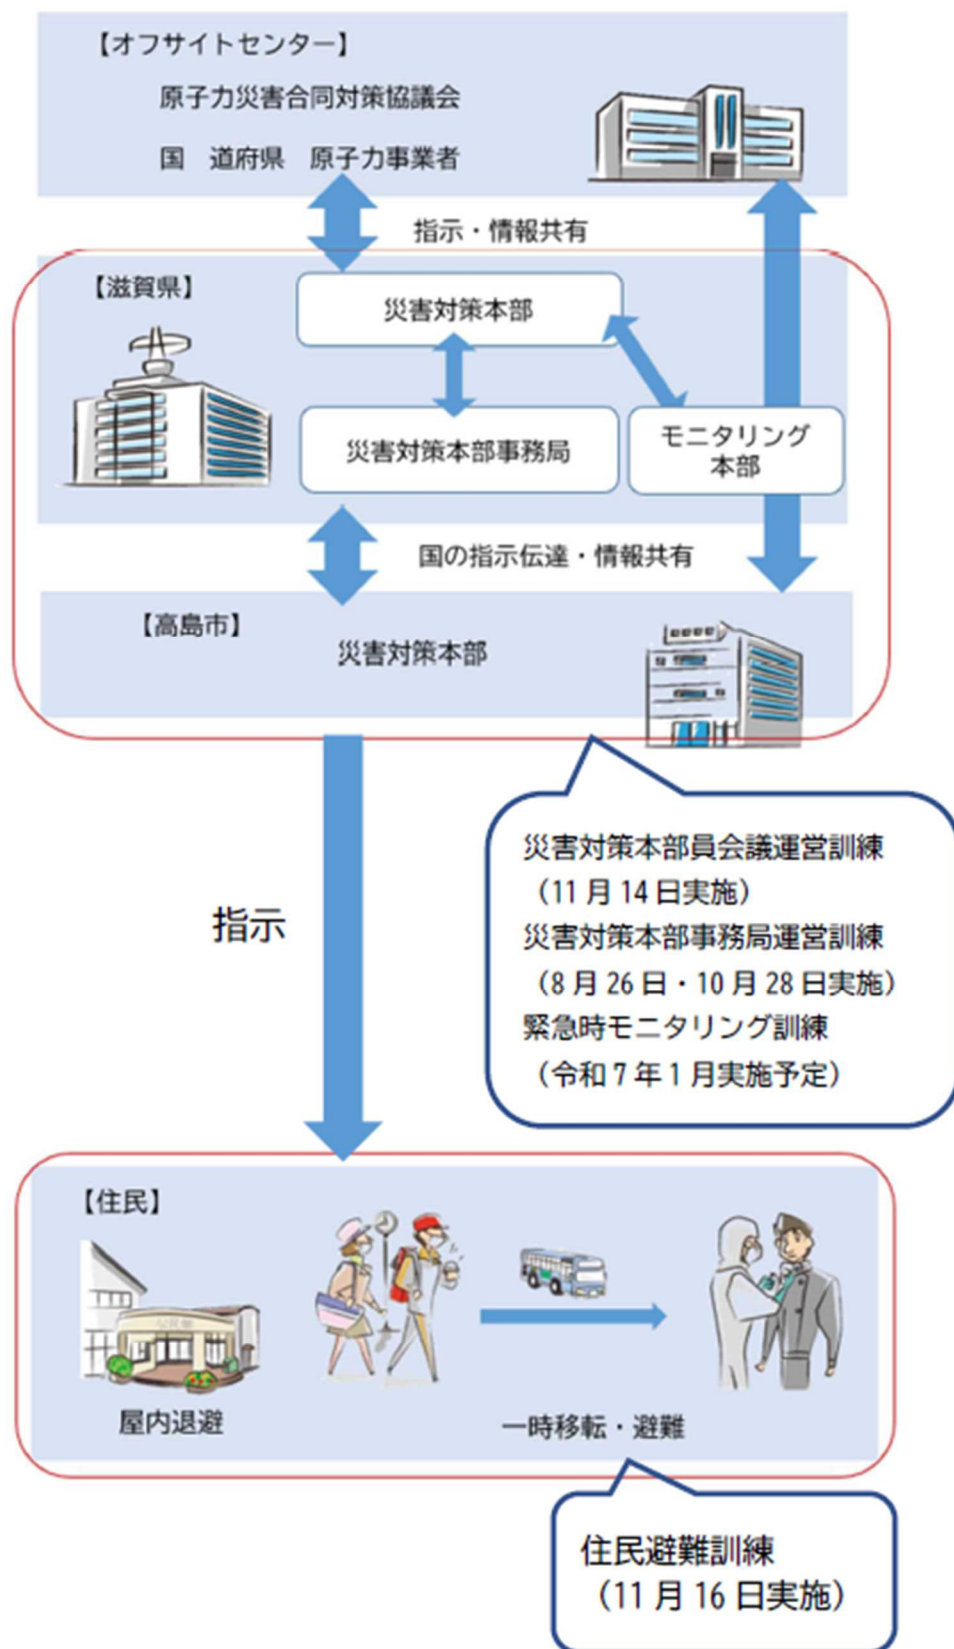 【オフサイトセンター】
原子力災害合同対策協議会
国 道府県 原子力事業者
指示・情報共有
【滋賀県】
災害対策本部
災害対策本部事務局
モニタリング
本部
国の指示伝達・情報共有
【高島市】
災害対策本部
災害対策本部員会議運営訓練
（11月14日実施）
災害対策本部事務局運営訓練
（8月26日・10月28日実施）
緊急時モニタリング訓練
（令和7年1月実施予定）
指示
【住民】
公民館
屋内退避
一時移転・避難
住民避難訓練
（11月16日実施）